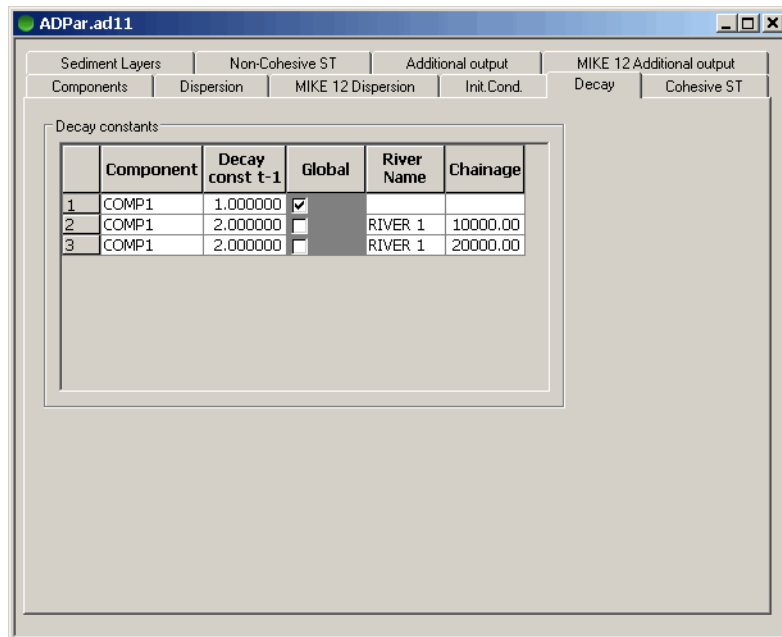 ADPar.ad11
Sediment Layers Non-Cohesive ST Additional output MIKE 12 Additional output
Components Dispersion MIKE 12 Dispersion Init.Cond. Decay Cohesive ST
Decay constants
Component Decay const t-1 Global River Name Chainage
1 COMP1 1.000000
2 COMP1 2.000000 RIVER 1 10000.00
3 COMP1 2.000000 RIVER 1 20000.00